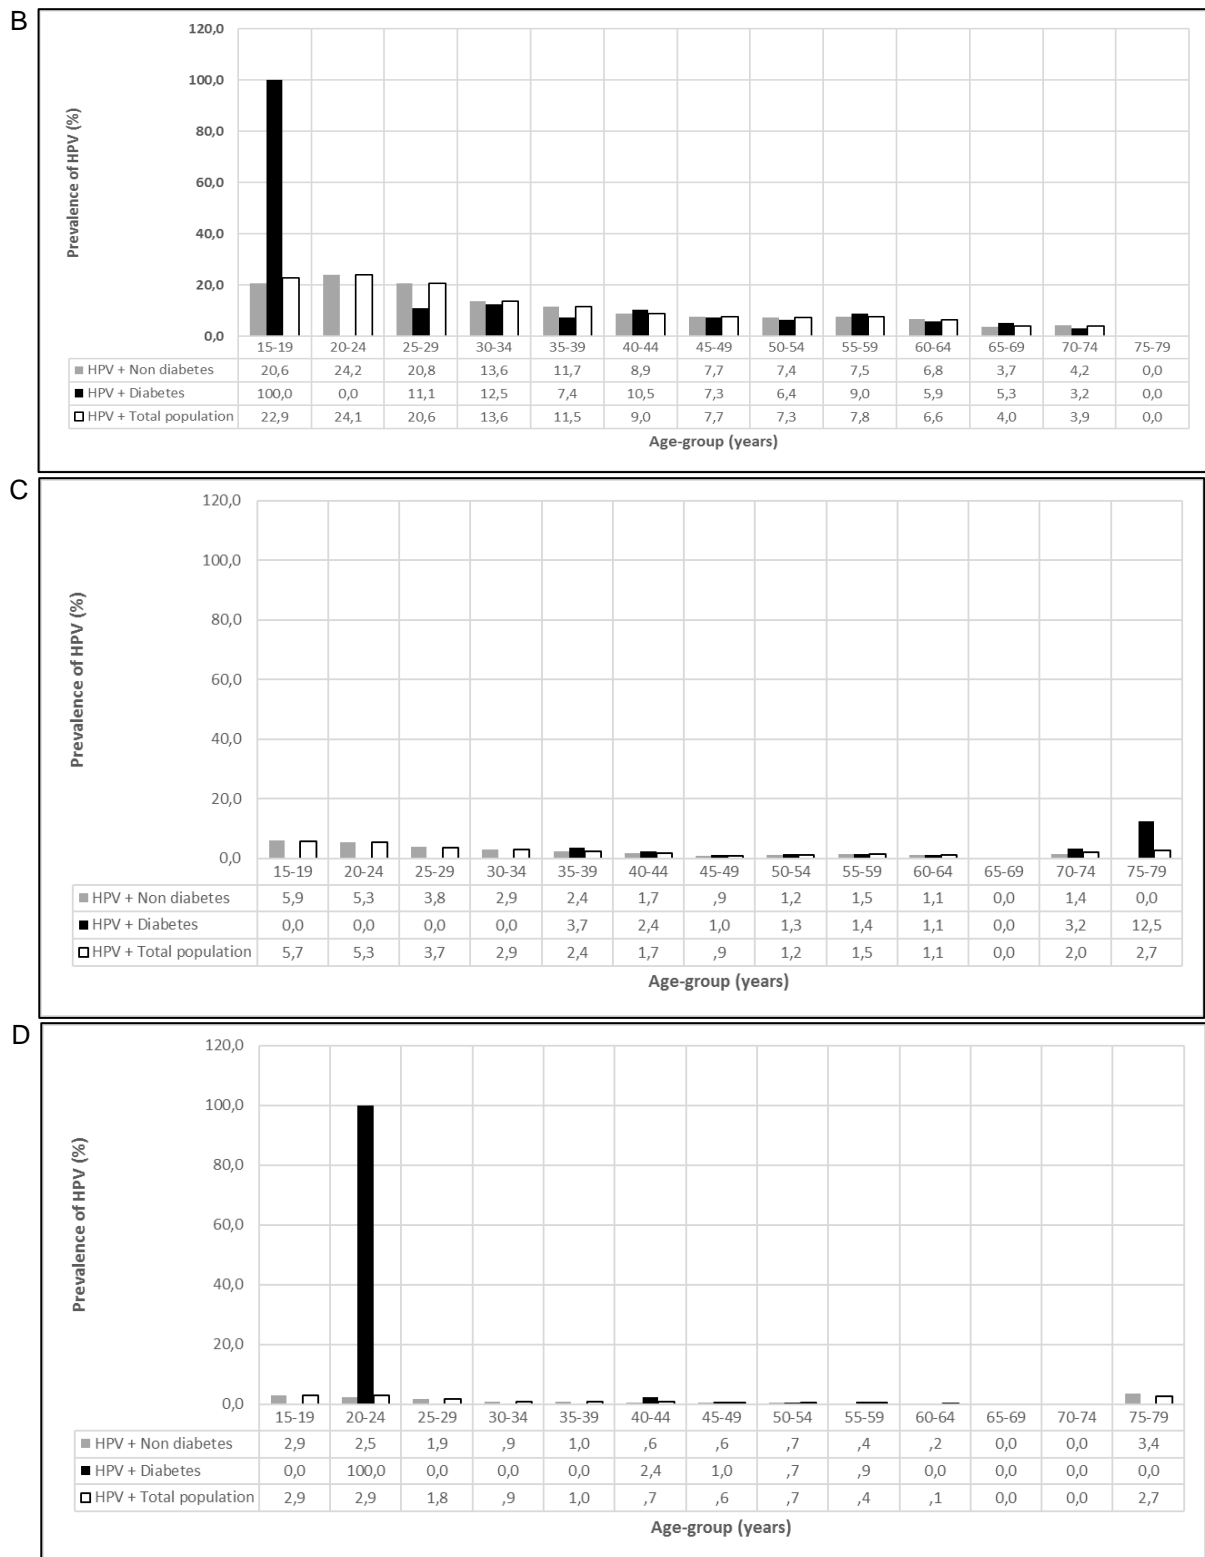 B
120,0
100,0
80,0
60,0
40,0
20,0
0,0
Prevalence of HPV (%)
15-19 20-24 25-29 30-34 35-39 40-44 45-49 50-54 55-59 60-64 65-69 70-74 75-79
HPV + Non diabetes 20,6 24,2 20,8 13,6 11,7 8,9 7,7 7,4 7,5 6,8 3,7 4,2 0,0
HPV + Diabetes 100,0 0,0 11,1 12,5 7,4 10,5 7,3 6,4 9,0 5,9 5,3 3,2 0,0
HPV + Total population 22,9 24,1 20,6 13,6 11,5 9,0 7,7 7,3 7,8 6,6 4,0 3,9 0,0
Age-group (years)
C
120,0
100,0
80,0
60,0
40,0
20,0
0,0
Prevalence of HPV (%)
15-19 20-24 25-29 30-34 35-39 40-44 45-49 50-54 55-59 60-64 65-69 70-74 75-79
HPV + Non diabetes 5,9 5,3 3,8 2,9 2,4 1,7 ,9 1,2 1,5 1,1 0,0 1,4 0,0
HPV + Diabetes 0,0 0,0 0,0 0,0 3,7 2,4 1,0 1,3 1,4 1,1 0,0 3,2 12,5
HPV + Total population 5,7 5,3 3,7 2,9 2,4 1,7 ,9 1,2 1,5 1,1 0,0 2,0 2,7
Age-group (years)
D
120,0
100,0
80,0
60,0
40,0
20,0
0,0
Prevalence of HPV (%)
15-19 20-24 25-29 30-34 35-39 40-44 45-49 50-54 55-59 60-64 65-69 70-74 75-79
HPV + Non diabetes 2,9 2,5 1,9 ,9 1,0 ,6 ,6 ,7 ,4 ,2 0,0 0,0 3,4
HPV + Diabetes 0,0 100,0 0,0 0,0 0,0 2,4 1,0 ,7 ,9 0,0 0,0 0,0 0,0
HPV + Total population 2,9 2,9 1,8 ,9 1,0 ,7 ,6 ,7 ,4 ,1 0,0 0,0 2,7
Age-group (years)